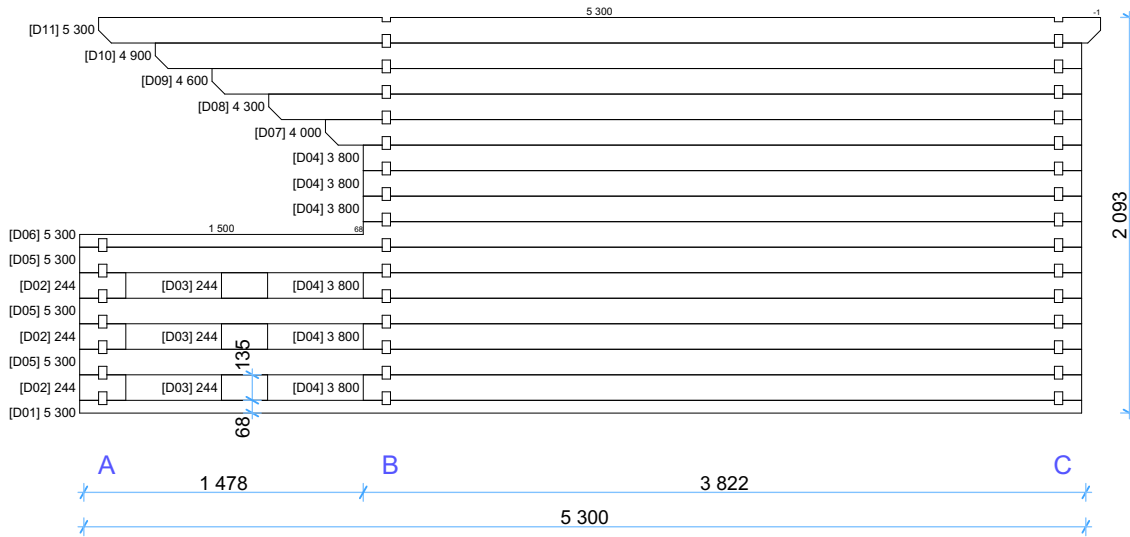 5 300 -1
[D11] 5 300
[D10] 4 900
[D09] 4 600
[D08] 4 300
[D07] 4 000
[D04] 3 800
[D04] 3 800
[D04] 3 800
2 093
1 500 68
[D06] 5 300
[D05] 5 300
[D02] 244 [D03] 244 [D04] 3 800
[D05] 5 300
[D02] 244 [D03] 244 [D04] 3 800
135
[D05] 5 300
[D02] 244 [D03] 244 [D04] 3 800
[D01] 5 300
68
A B C
1 478 3 822
5 300